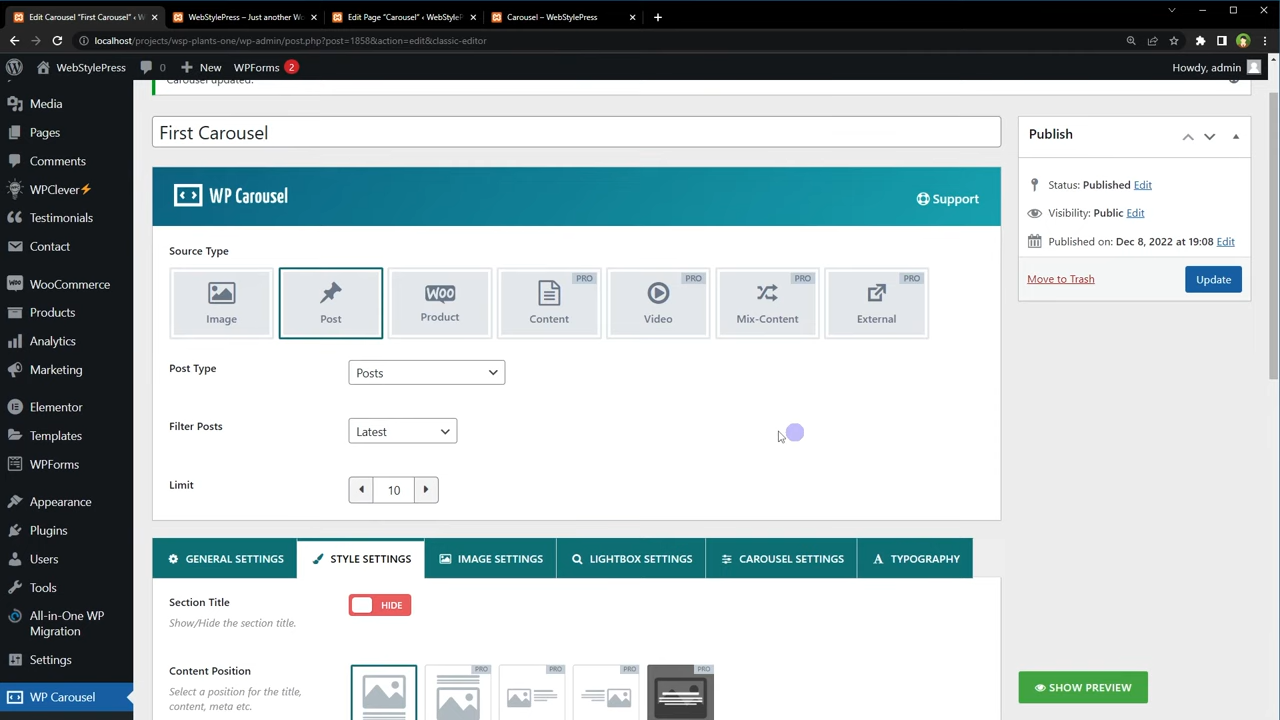 Edit Carousel "First Carousel" ‹ W
WebStylePress – Just another Wo
Edit Page "Carousel" ‹ WebStyleP
Carousel – WebStylePress
localhost/projects/wsp-plants-one/wp-admin/post.php?post=1858&action=edit&classic-editor
WebStylePress
0
New
WPForms
2
Howdy, admin
Media
Pages
Comments
WPClever
Testimonials
Contact
WooCommerce
Products
Analytics
Marketing
Elementor
Templates
WPForms
Appearance
Plugins
Users
Tools
All-in-One WP
Migration
Settings
WP Carousel
Carousel updated.
First Carousel
WP Carousel
Support
Source Type
Image
Post
Woo
Product
PRO
Content
PRO
Video
PRO
Mix-Content
PRO
External
Post Type
Posts
Filter Posts
Latest
Limit
10
GENERAL SETTINGS
STYLE SETTINGS
IMAGE SETTINGS
LIGHTBOX SETTINGS
CAROUSEL SETTINGS
TYPOGRAPHY
Section Title
HIDE
Show/Hide the section title.
Content Position
Select a position for the title,
content, meta etc.
PRO
PRO
PRO
PRO
Publish
Status: Published Edit
Visibility: Public Edit
Published on: Dec 8, 2022 at 19:08 Edit
Move to Trash
Update
SHOW PREVIEW